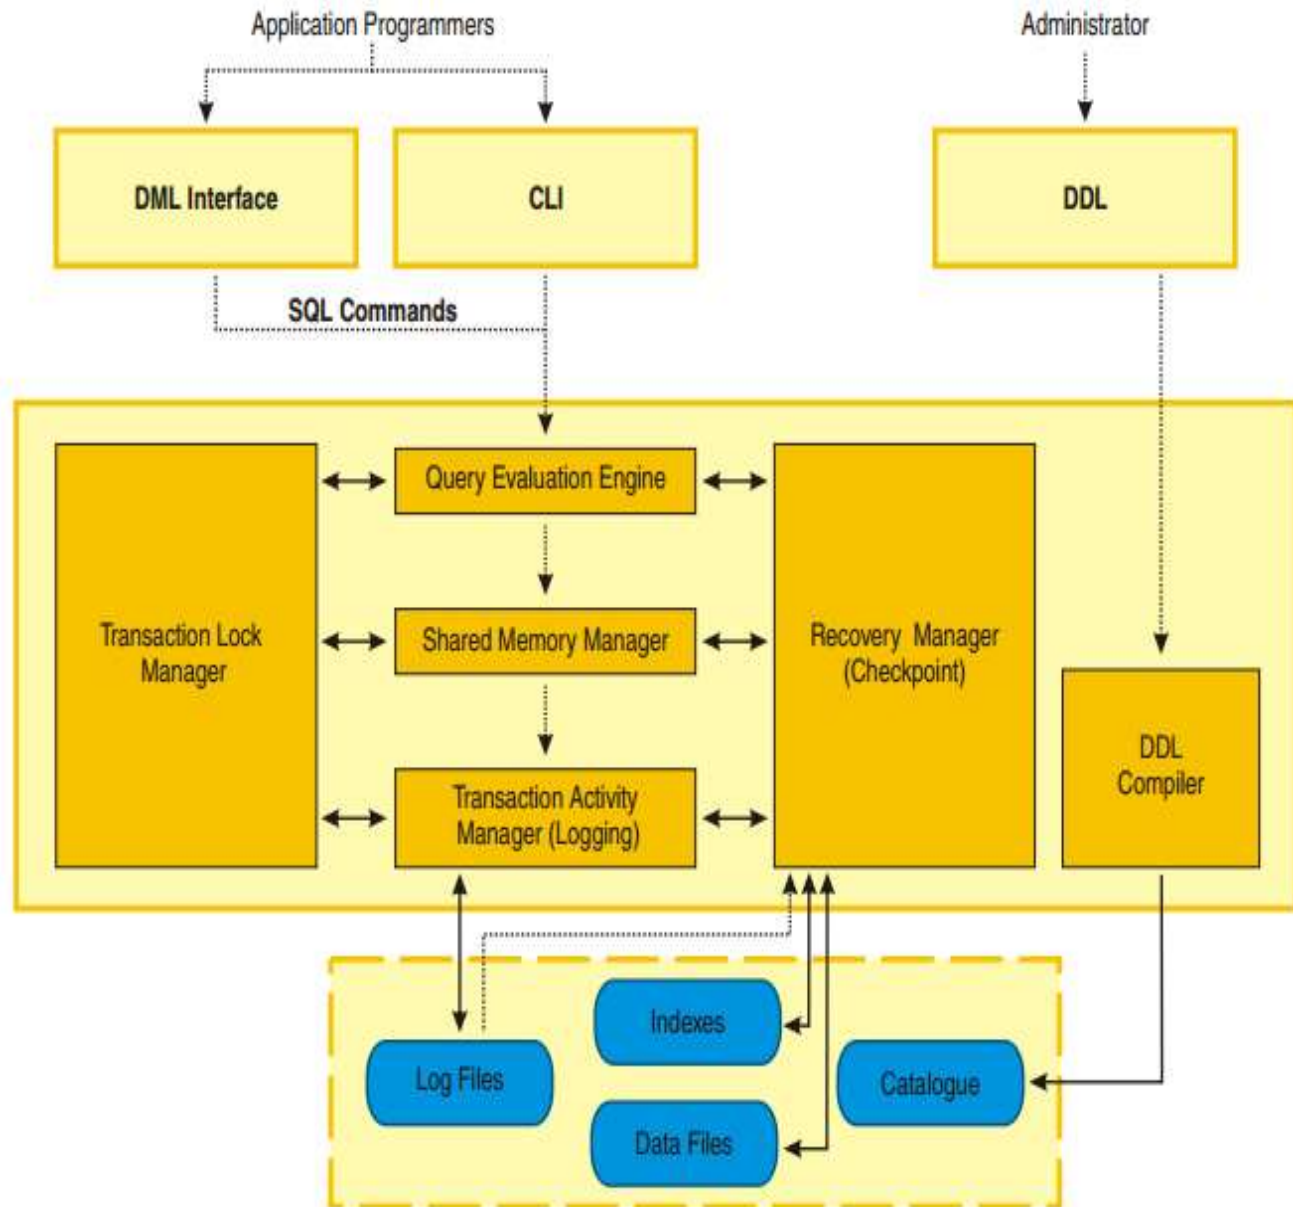 Application Programmers
Administrator
DML Interface
CLI
DDL
SQL Commands
Query Evaluation Engine
Transaction Lock
Manager
Shared Memory Manager
Recovery Manager
(Checkpoint)
DDL
Compiler
Transaction Activity
Manager (Logging)
Indexes
Log Files
Catalogue
Data Files